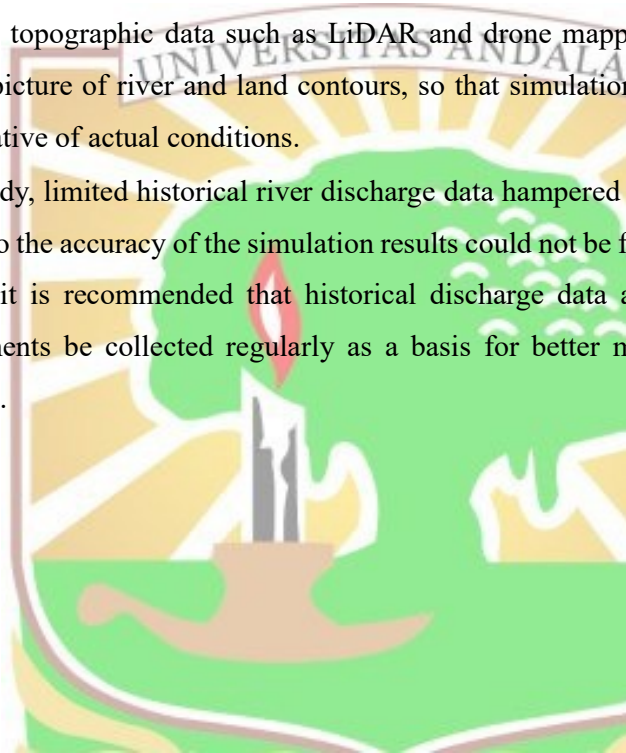 topographic data such as LiDAR and drone mapp
UNIVERSITAS ANDALA
picture of river and land contours, so that simulation
ative of actual conditions.
dy, limited historical river discharge data hampered
o the accuracy of the simulation results could not be f
it is recommended that historical discharge data a
ents be collected regularly as a basis for better m
.